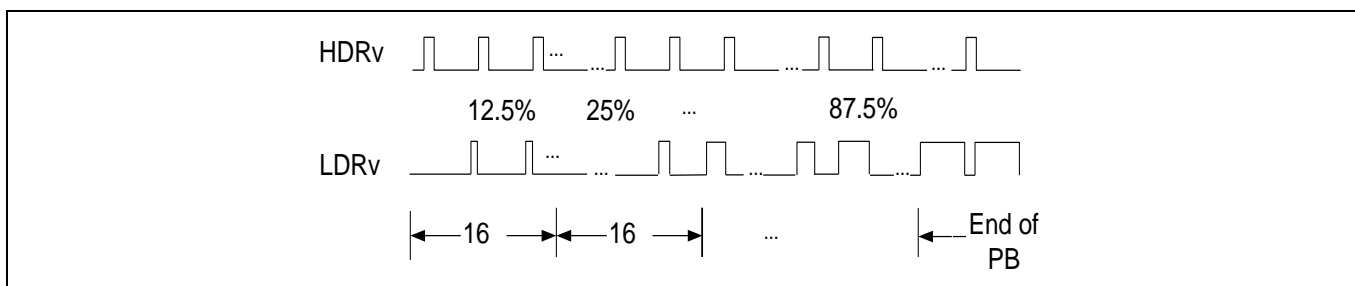 HDRv ... ... ... ...
12.5% 25% ... 87.5%
LDRv ... ... ... ...
16 16 ... End of
PB